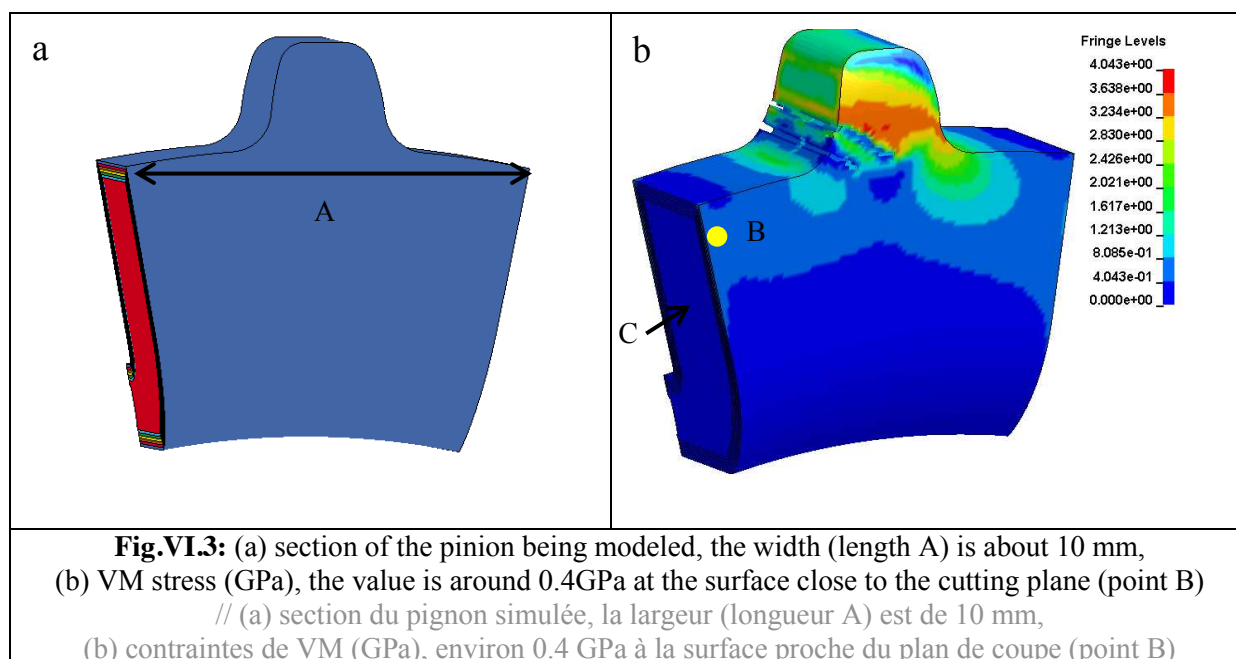 a
A
b
Fringe Levels
4.043e+00
3.638e+00
3.234e+00
2.830e+00
2.426e+00
2.021e+00
1.617e+00
1.213e+00
8.085e-01
4.043e-01
0.000e+00
B
C
Fig.VI.3: (a) section of the pinion being modeled, the width (length A) is about 10 mm,
(b) VM stress (GPa), the value is around 0.4GPa at the surface close to the cutting plane (point B)
// (a) section du pignon simulée, la largeur (longueur A) est de 10 mm,
(b) contraintes de VM (GPa), environ 0.4 GPa à la surface proche du plan de coupe (point B)